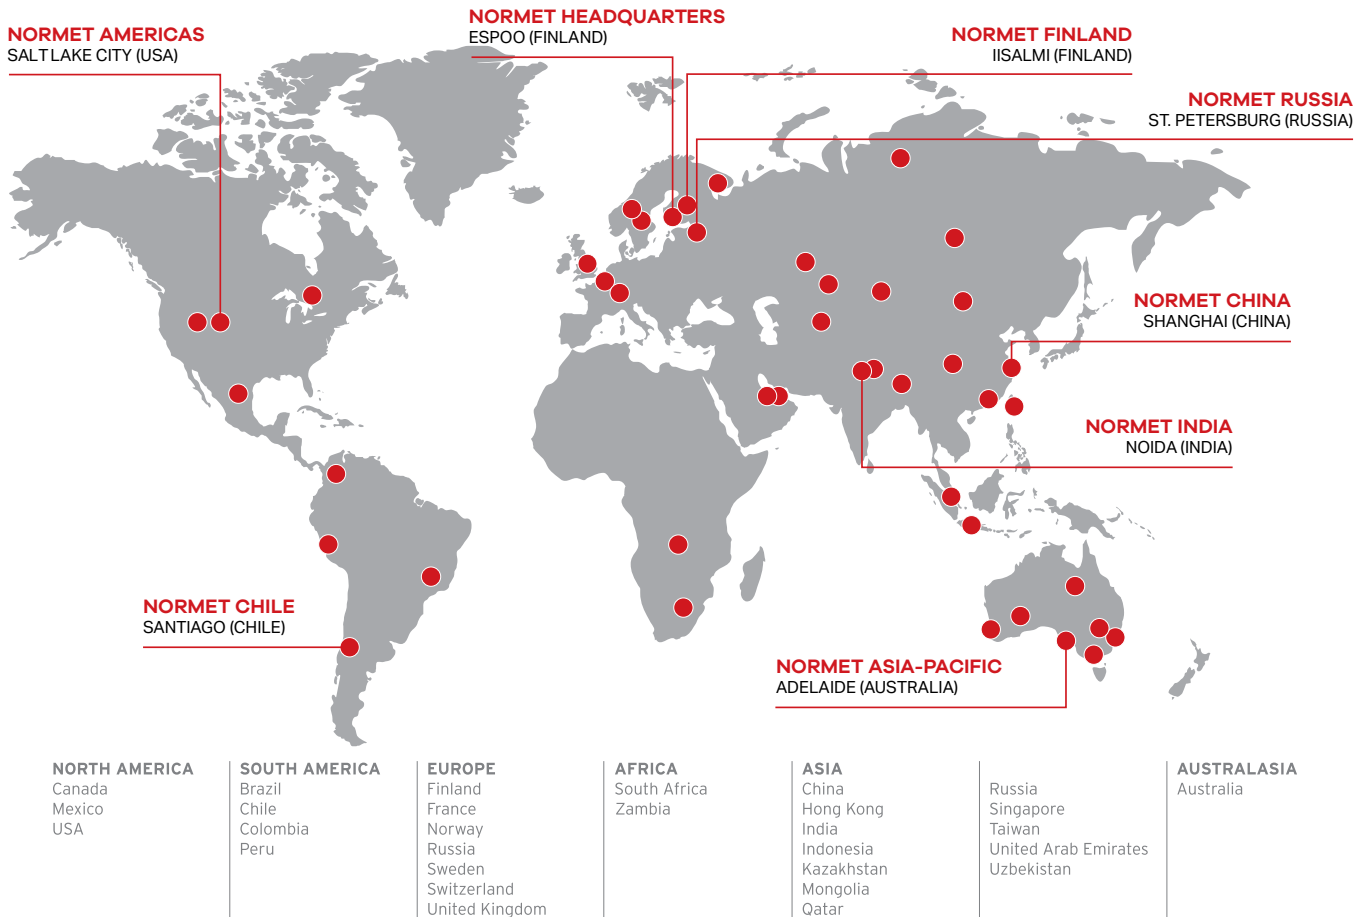 NORMET AMERICAS
SALT LAKE CITY (USA)
NORMET HEADQUARTERS
ESPOO (FINLAND)
NORMET FINLAND
IISALMI (FINLAND)
NORMET RUSSIA
ST. PETERSBURG (RUSSIA)
NORMET CHINA
SHANGHAI (CHINA)
NORMET INDIA
NOIDA (INDIA)
NORMET CHILE
SANTIAGO (CHILE)
NORMET ASIA-PACIFIC
ADELAIDE (AUSTRALIA)
NORTH AMERICA
Canada
Mexico
USA
SOUTH AMERICA
Brazil
Chile
Colombia
Peru
EUROPE
Finland
France
Norway
Russia
Sweden
Switzerland
United Kingdom
AFRICA
South Africa
Zambia
ASIA
China
Hong Kong
India
Indonesia
Kazakhstan
Mongolia
Qatar
Russia
Singapore
Taiwan
United Arab Emirates
Uzbekistan
AUSTRALASIA
Australia